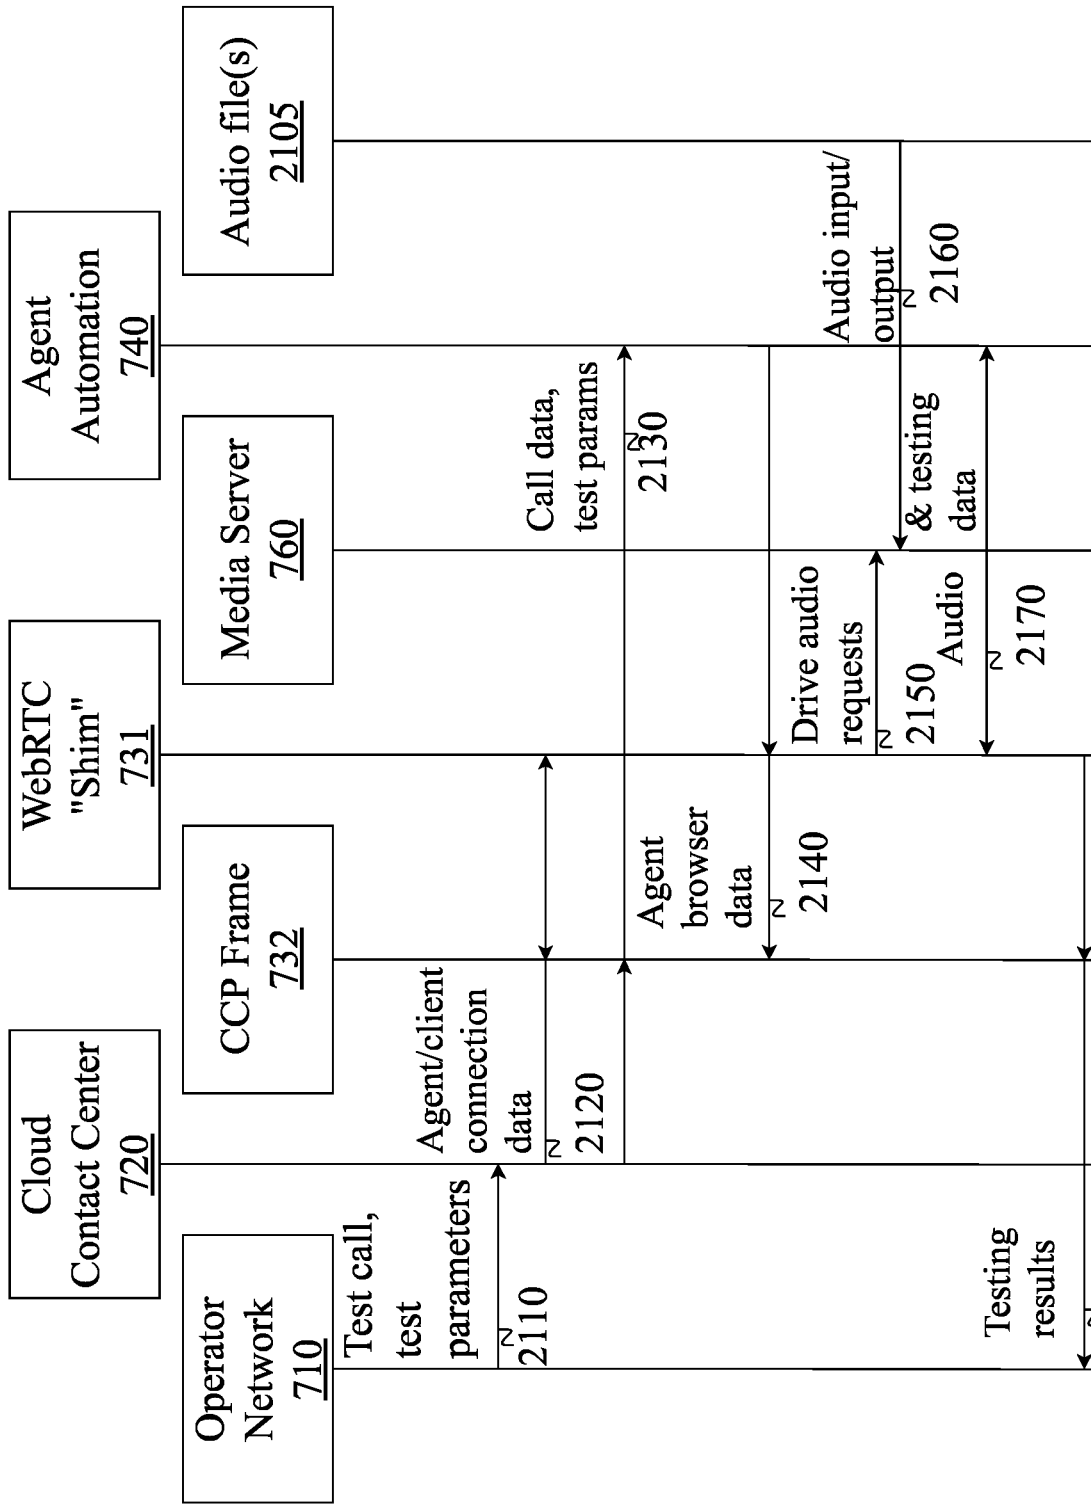 Operator
Network
710
Cloud
Contact Center
720
CCP Frame
732
WebRTC
"Shim"
731
Media Server
760
Agent
Automation
740
Audio file(s)
2105
Test call,
test
parameters
2110
Agent/client
connection
data
2120
Call data,
test params
2130
Agent
browser
data
2140
Drive audio
requests
2150
Audio input/
output
2160
Audio
& testing
data
2170
Testing
results